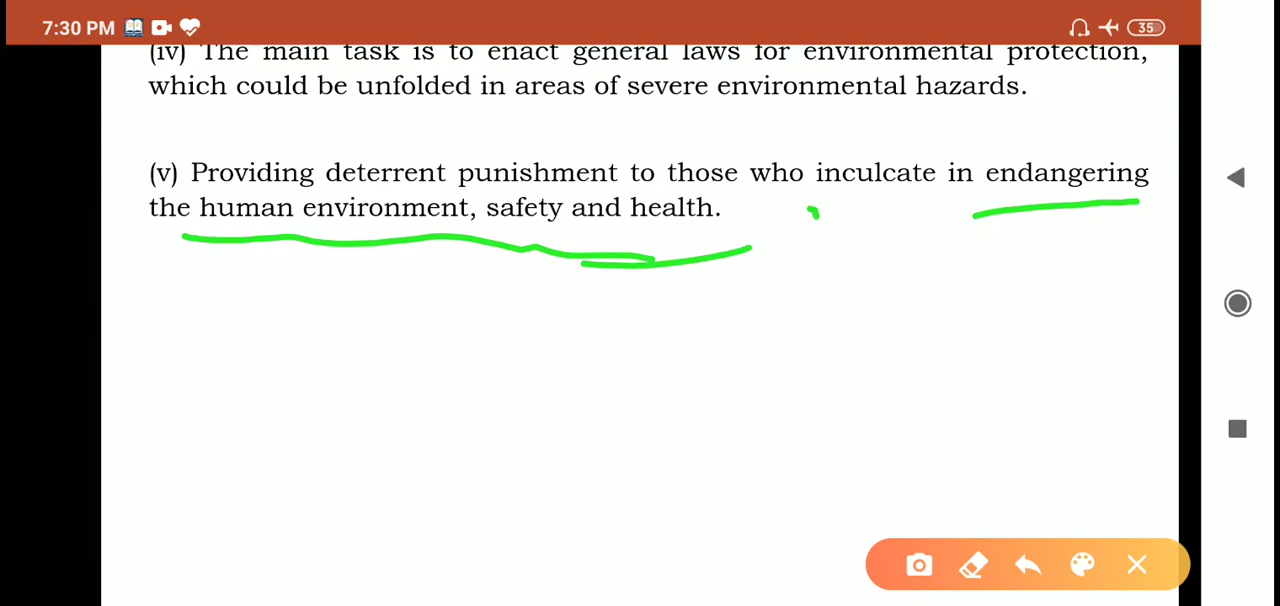 7:30 PM 35
(iv) The main task is to enact general laws for environmental protection,
which could be unfolded in areas of severe environmental hazards.
(v) Providing deterrent punishment to those who inculcate in endangering
the human environment, safety and health.